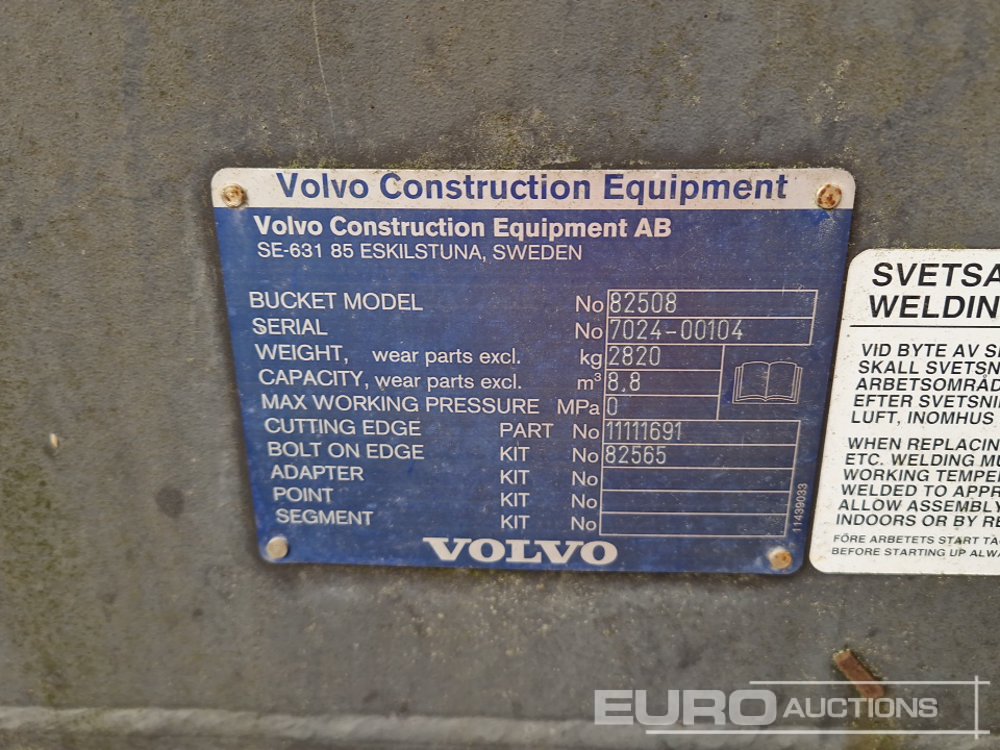 Volvo Construction Equipment
Volvo Construction Equipment AB
SE-631 85 ESKILSTUNA, SWEDEN
BUCKET MODEL No 82508
SERIAL No 7024-00104
WEIGHT, wear parts excl. kg 2820
CAPACITY, wear parts excl. m³ 8.8
MAX WORKING PRESSURE MPa 0
CUTTING EDGE PART No 11111691
BOLT ON EDGE KIT No 82565
ADAPTER KIT No
POINT KIT No
SEGMENT KIT No
11439033
VOLVO
SVETSA
WELDIN
VID BYTE AV S
SKALL SVETSN
ARBETSOMRÅD
EFTER SVETSNI
LUFT, INOMHUS
WHEN REPLACIN
ETC. WELDING MU
WORKING TEMPE
WELDED TO APPR
ALLOW ASSEMBLY
INDOORS OR BY RE
FÖRE ARBETETS START TA
BEFORE STARTING UP ALWA
EURO AUCTIONS